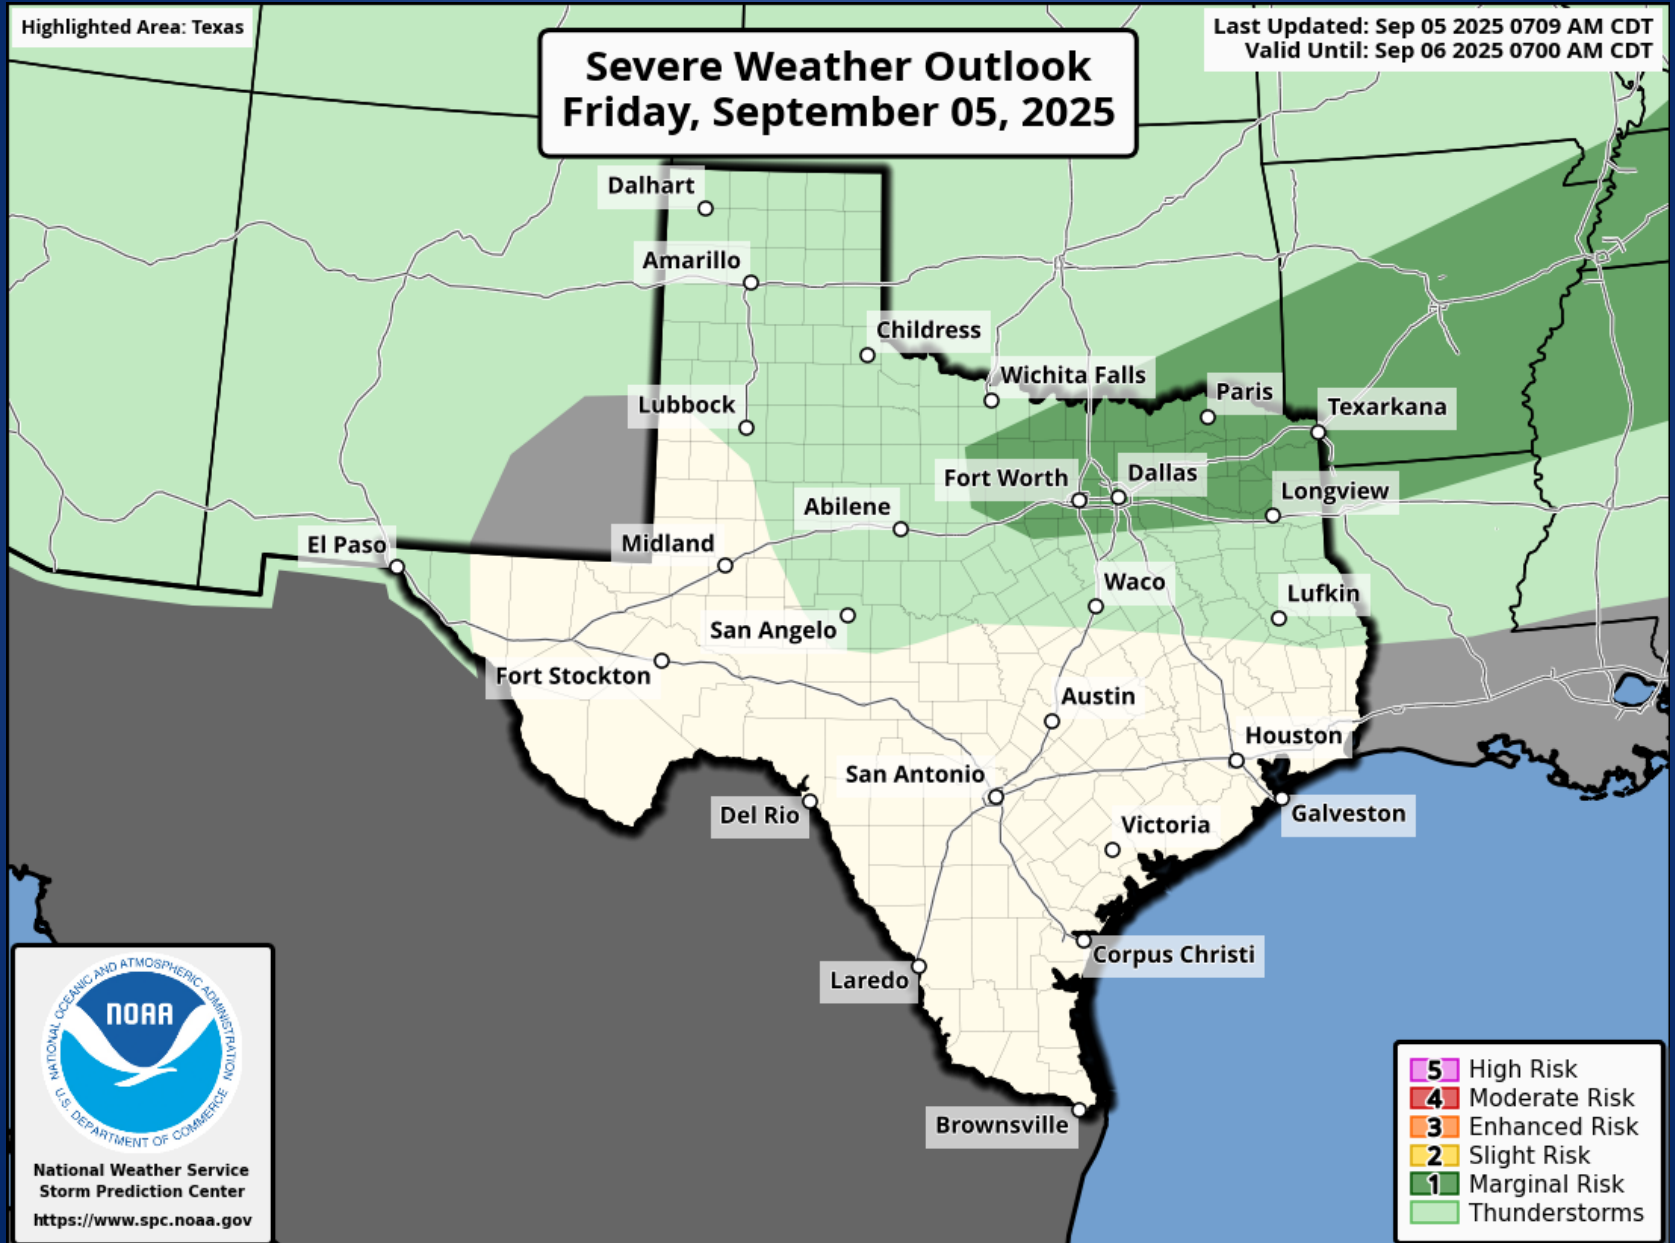 Highlighted Area: Texas
Severe Weather Outlook
Friday, September 05, 2025
Last Updated: Sep 05 2025 0709 AM CDT
Valid Until: Sep 06 2025 0700 AM CDT
Dalhart
Amarillo
Childress
Wichita Falls
Paris
Texarkana
Lubbock
Fort Worth
Dallas
Longview
Abilene
El Paso
Midland
Waco
Lufkin
San Angelo
Fort Stockton
Austin
Houston
San Antonio
Del Rio
Galveston
Victoria
Corpus Christi
Laredo
Brownsville
NATIONAL OCEANIC AND ATMOSPHERIC ADMINISTRATION
NOAA
U.S. DEPARTMENT OF COMMERCE
National Weather Service
Storm Prediction Center
https://www.spc.noaa.gov
5 High Risk
4 Moderate Risk
3 Enhanced Risk
2 Slight Risk
1 Marginal Risk
Thunderstorms